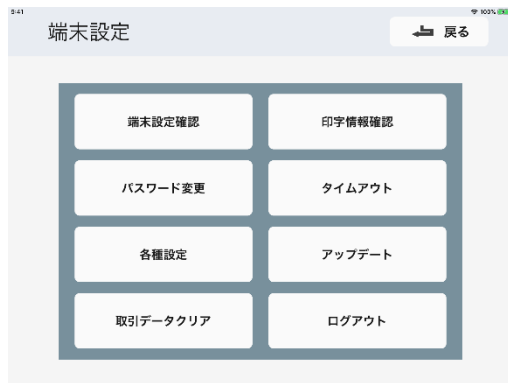 9:41
100%
端末設定
戻る
端末設定確認
印字情報確認
パスワード変更
タイムアウト
各種設定
アップデート
取引データクリア
ログアウト